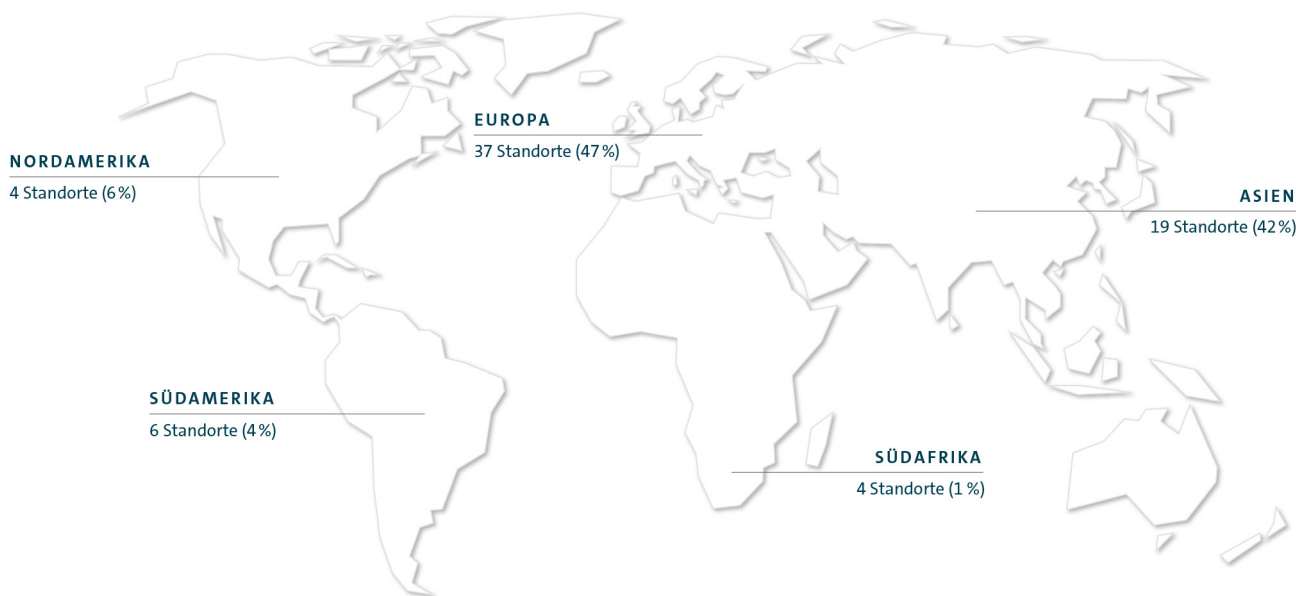 EUROPA
37 Standorte (47 %)
NORDAMERIKA
4 Standorte (6 %)
ASIEN
19 Standorte (42 %)
SÜDAMERIKA
6 Standorte (4 %)
SÜDAFRIKA
4 Standorte (1 %)